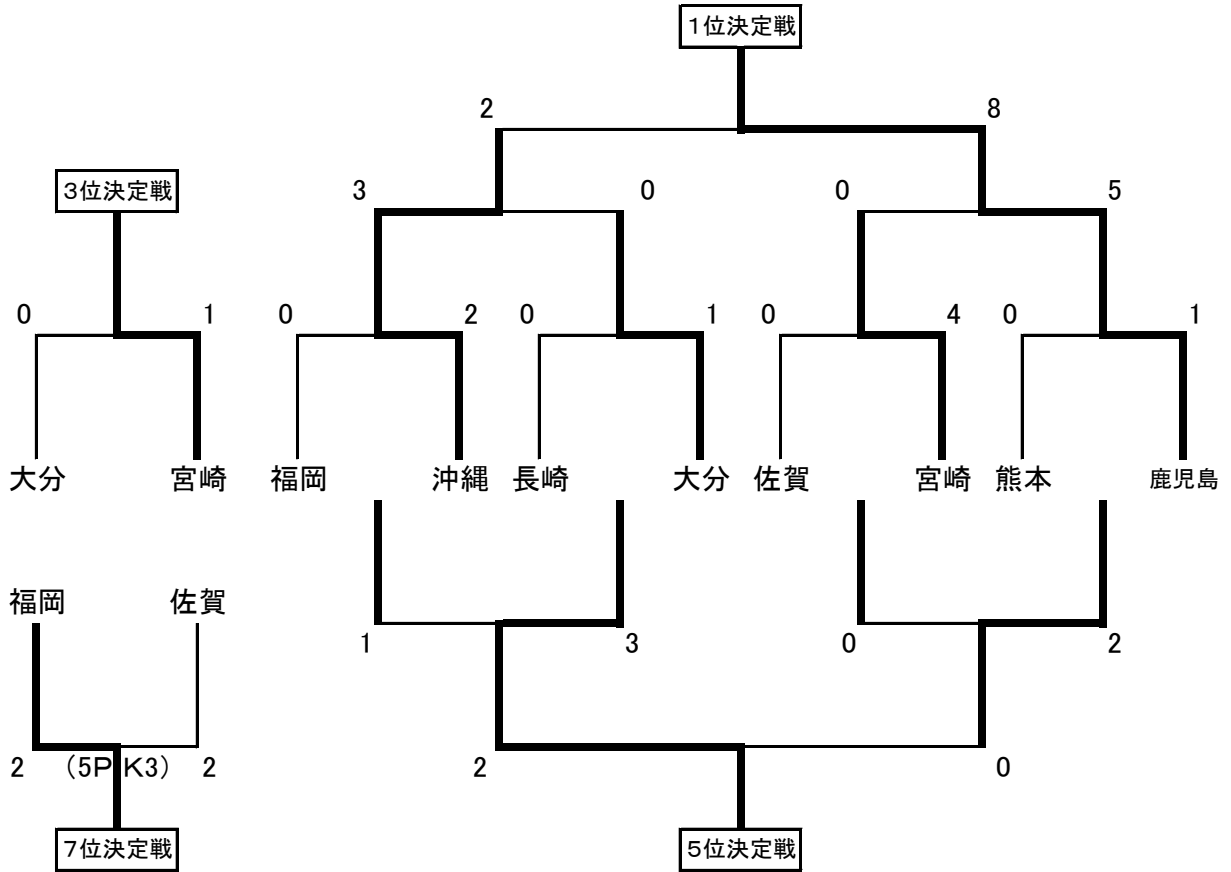 1位決定戦
2 8
3位決定戦
3 0 0 5
0 1 0 2 0 1 0 4 0 1
大分 宮崎 福岡 沖縄 長崎 大分 佐賀 宮崎 熊本 鹿児島
福岡 佐賀
1 3 0 2
2 (5PK3) 2 2 0
7位決定戦 5位決定戦